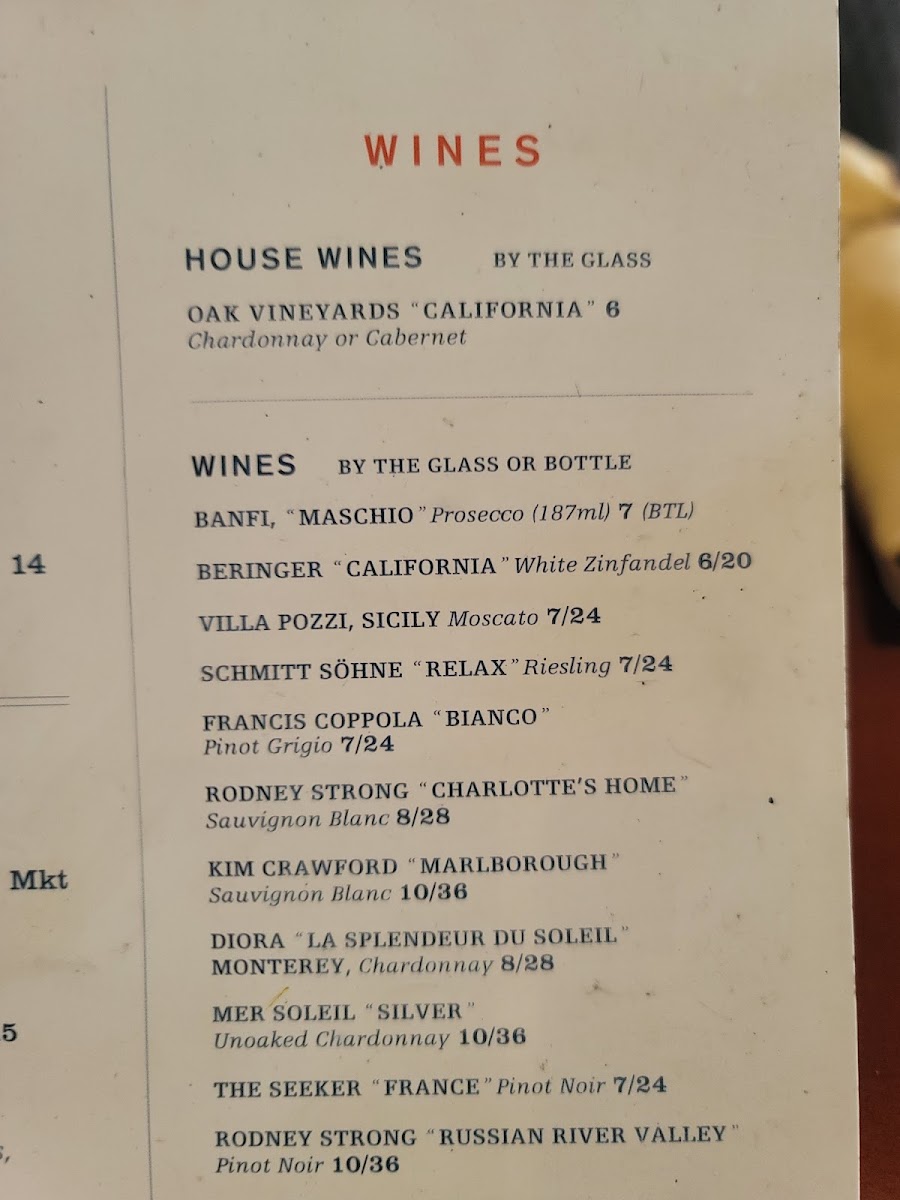 WINES
HOUSE WINES BY THE GLASS
OAK VINEYARDS “CALIFORNIA” 6
Chardonnay or Cabernet
WINES BY THE GLASS OR BOTTLE
BANFI, “MASCHIO” Prosecco (187ml) 7 (BTL)
BERINGER “CALIFORNIA” White Zinfandel 6/20
VILLA POZZI, SICILY Moscato 7/24
SCHMITT SÖHNE “RELAX” Riesling 7/24
FRANCIS COPPOLA “BIANCO”
Pinot Grigio 7/24
RODNEY STRONG “CHARLOTTE’S HOME”
Sauvignon Blanc 8/28
KIM CRAWFORD “MARLBOROUGH”
Sauvignon Blanc 10/36
DIORA “LA SPLENDEUR DU SOLEIL”
MONTEREY, Chardonnay 8/28
MER SOLEIL “SILVER”
Unoaked Chardonnay 10/36
THE SEEKER “FRANCE” Pinot Noir 7/24
RODNEY STRONG “RUSSIAN RIVER VALLEY”
Pinot Noir 10/36
14
Mkt